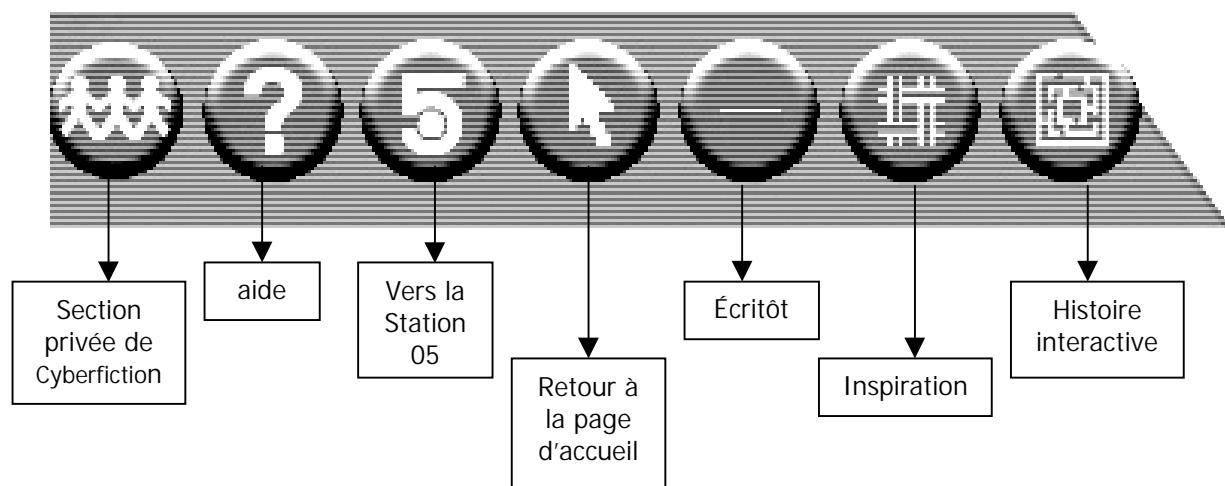 ?
5
Section
privée de
Cyberfiction
aide
Vers la
Station
05
Retour à
la page
d'accueil
Écritôt
Inspiration
Histoire
interactive